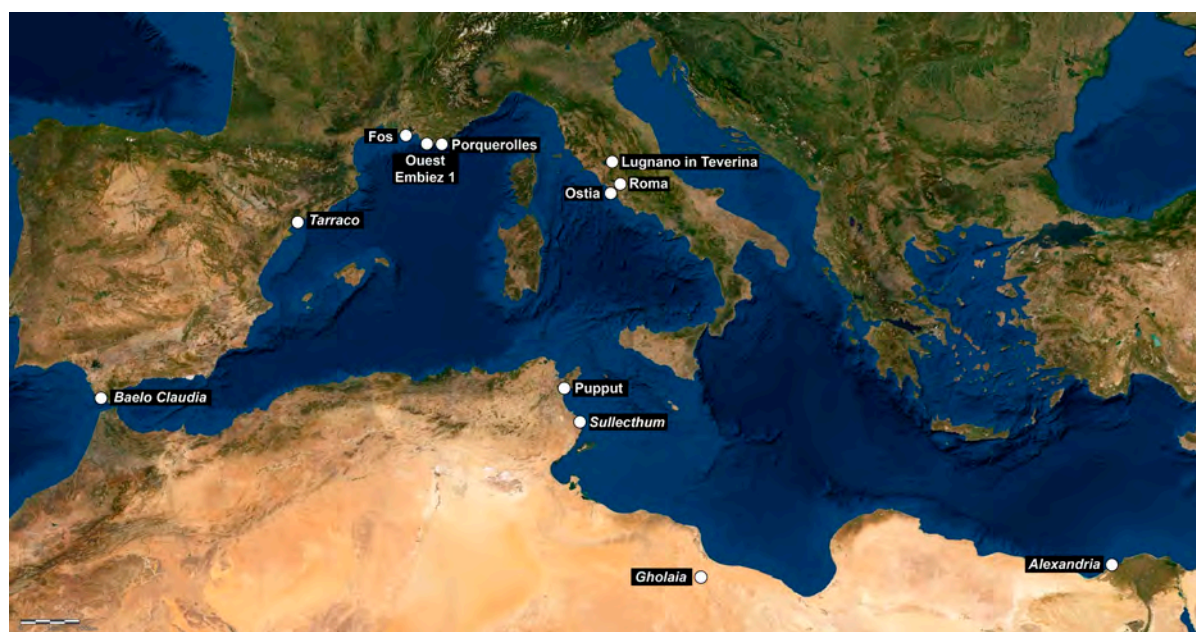 Fos
Porquerolles
Ouest
Embiez 1
Lugnano in Teverina
Roma
Ostia
Tarraco
Pupput
Baelo Claudia
Sullecthum
Alexandria
Gholaia